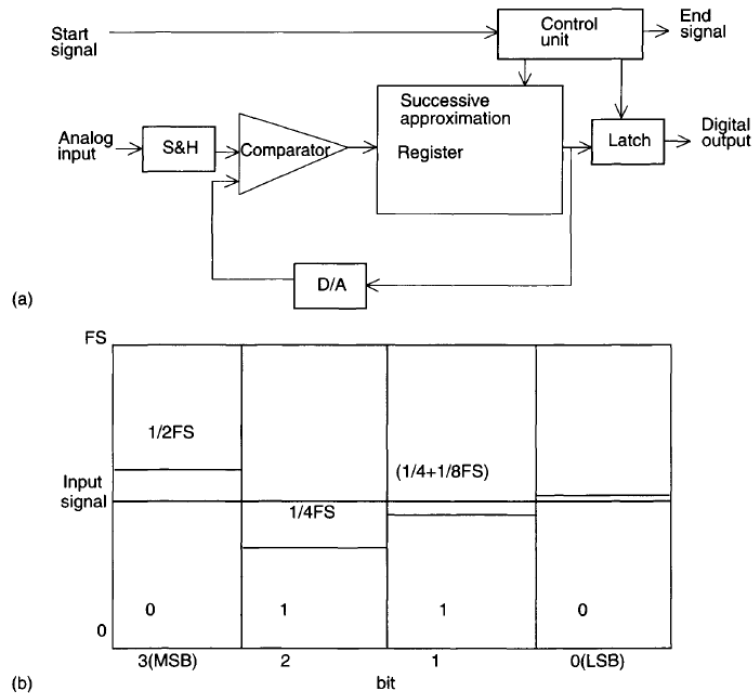 Start
signal
Control
unit
End
signal
Analog
input
S&H
Comparator
Successive
approximation
Register
Latch
Digital
output
D/A
(a)
FS
1/2FS
Input
signal
(1/4+1/8FS)
1/4FS
0
1
1
0
0
3(MSB)
2
1
0(LSB)
bit
(b)